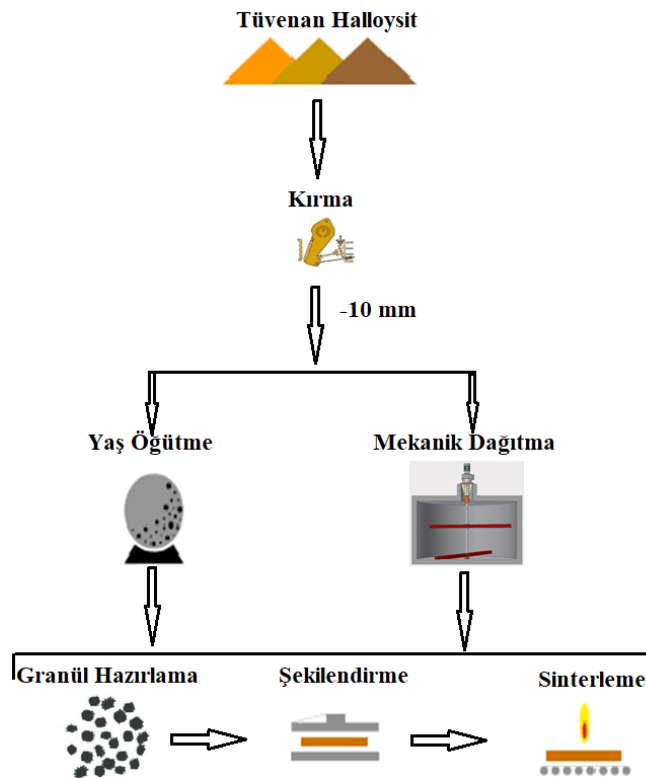 Tüvenan Halloysit
Kırma
-10 mm
Yaş Öğütme
Mekanik Dağıtma
Granül Hazırlama
Şekilendirme
Sinterleme